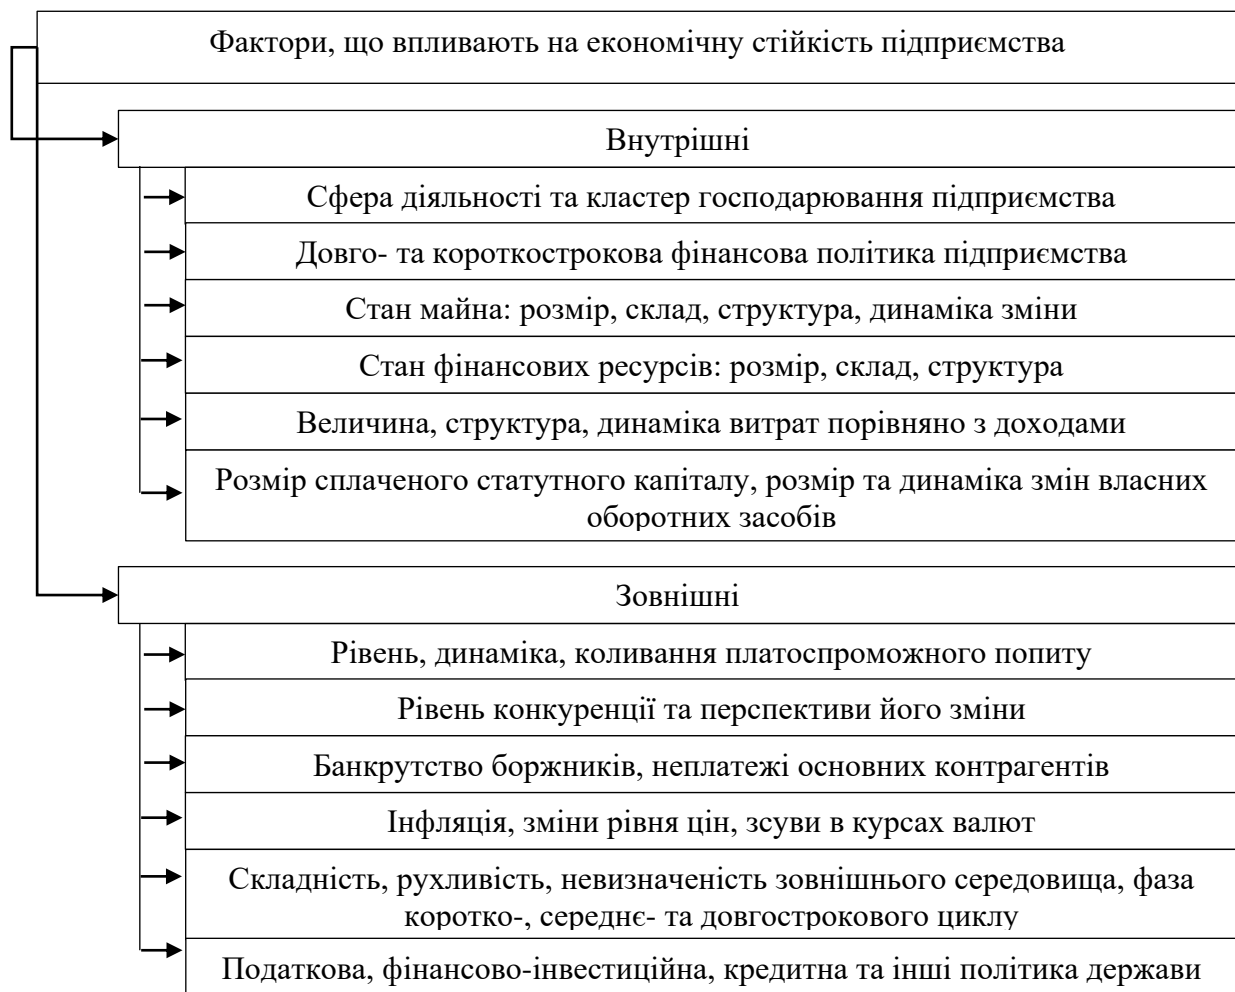 Фактори, що впливають на економічну стійкість підприємства
Внутрішні
Сфера діяльності та кластер господарювання підприємства
Довго- та короткострокова фінансова політика підприємства
Стан майна: розмір, склад, структура, динаміка зміни
Стан фінансових ресурсів: розмір, склад, структура
Величина, структура, динаміка витрат порівняно з доходами
Розмір сплаченого статутного капіталу, розмір та динаміка змін власних
оборотних засобів
Зовнішні
Рівень, динаміка, коливання платоспроможного попиту
Рівень конкуренції та перспективи його зміни
Банкрутство боржників, неплатежі основних контрагентів
Інфляція, зміни рівня цін, зсуви в курсах валют
Складність, рухливість, невизначеність зовнішнього середовища, фаза
коротко-, середнє- та довгострокового циклу
Податкова, фінансово-інвестиційна, кредитна та інші політика держави